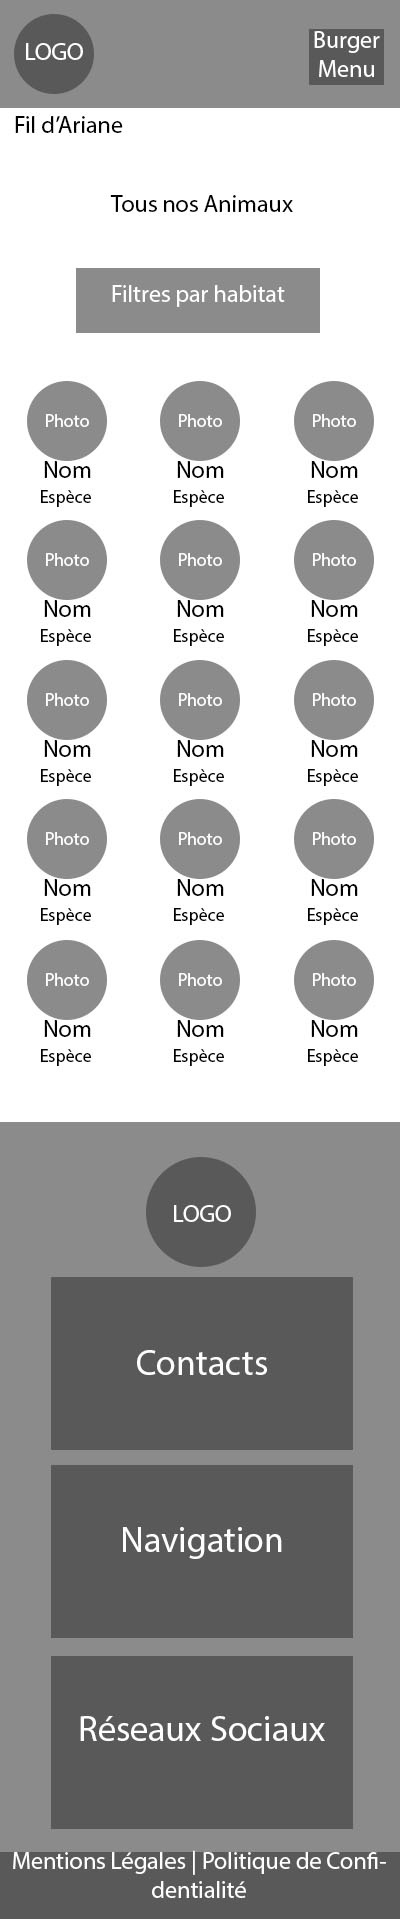 LOGO
Burger
Menu
Fil d’Ariane
Tous nos Animaux
Filtres par habitat
Photo Photo Photo
Nom Nom Nom
Espèce Espèce Espèce
Photo Photo Photo
Nom Nom Nom
Espèce Espèce Espèce
Photo Photo Photo
Nom Nom Nom
Espèce Espèce Espèce
Photo Photo Photo
Nom Nom Nom
Espèce Espèce Espèce
Photo Photo Photo
Nom Nom Nom
Espèce Espèce Espèce
LOGO
Contacts
Navigation
Réseaux Sociaux
Mentions Légales | Politique de Confi-
dentialité